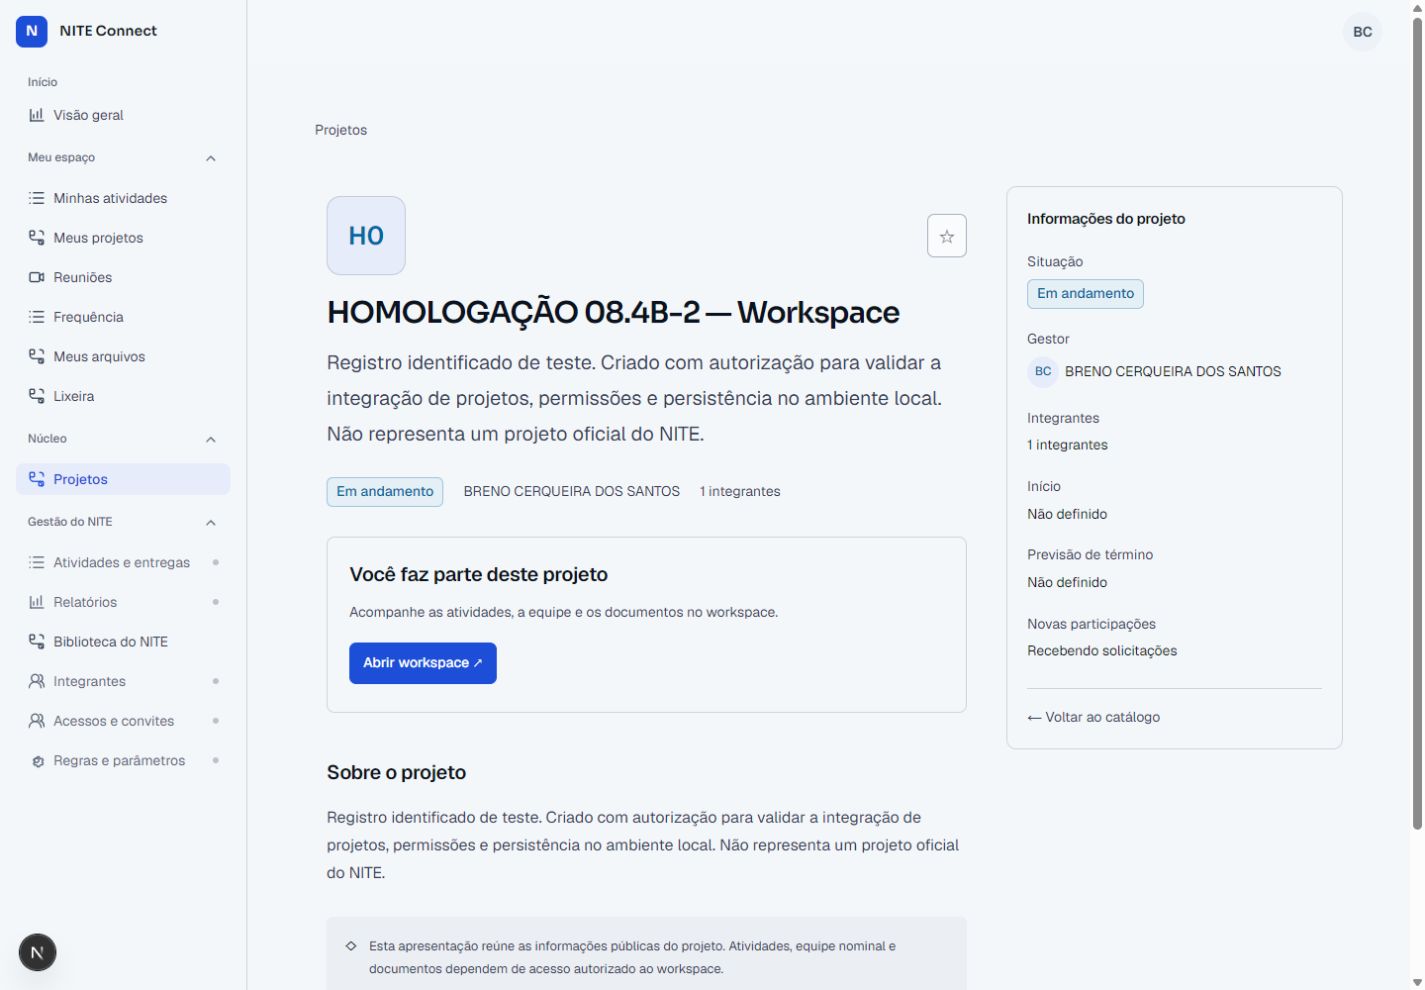 N NITE Connect
BC
Início
Visão geral
Meu espaço
Minhas atividades
Meus projetos
Reuniões
Frequência
Meus arquivos
Lixeira
Núcleo
Projetos
Gestão do NITE
Atividades e entregas
Relatórios
Biblioteca do NITE
Integrantes
Acessos e convites
Regras e parâmetros
N
Projetos
H0
HOMOLOGAÇÃO 08.4B-2 — Workspace
Registro identificado de teste. Criado com autorização para validar a
integração de projetos, permissões e persistência no ambiente local.
Não representa um projeto oficial do NITE.
Em andamento BRENO CERQUEIRA DOS SANTOS 1 integrantes
Você faz parte deste projeto
Acompanhe as atividades, a equipe e os documentos no workspace.
Abrir workspace ↗
Sobre o projeto
Registro identificado de teste. Criado com autorização para validar a integração de
projetos, permissões e persistência no ambiente local. Não representa um projeto oficial
do NITE.
Esta apresentação reúne as informações públicas do projeto. Atividades, equipe nominal e
documentos dependem de acesso autorizado ao workspace.
Informações do projeto
Situação
Em andamento
Gestor
BC BRENO CERQUEIRA DOS SANTOS
Integrantes
1 integrantes
Início
Não definido
Previsão de término
Não definido
Novas participações
Recebendo solicitações
← Voltar ao catálogo